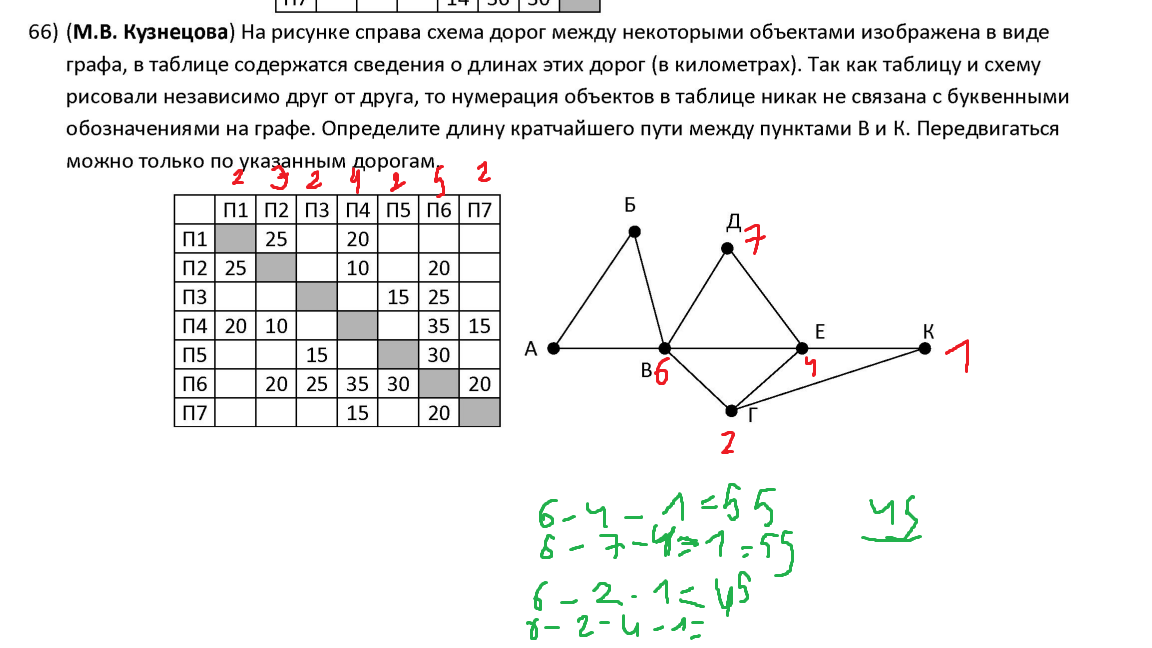 П7 14 30 30
66) (М.В. Кузнецова) На рисунке справа схема дорог между некоторыми объектами изображена в виде
графа, в таблице содержатся сведения о длинах этих дорог (в километрах). Так как таблицу и схему
рисовали независимо друг от друга, то нумерация объектов в таблице никак не связана с буквенными
обозначениями на графе. Определите длину кратчайшего пути между пунктами В и К. Передвигаться
можно только по указанным дорогам.
2 3 2 4 2 5 2
П1 П2 П3 П4 П5 П6 П7
П1 25 20
П2 25 10 20
П3 15 25
П4 20 10 35 15
П5 15 30
П6 20 25 35 30 20
П7 15 20
Б
Д 7
А
Е
К
1
В 6
4
Г
2
6 - 4 - 1 = 55
6 - 7 - 4 - 1 = 55
6 - 2 - 1 = 45
45